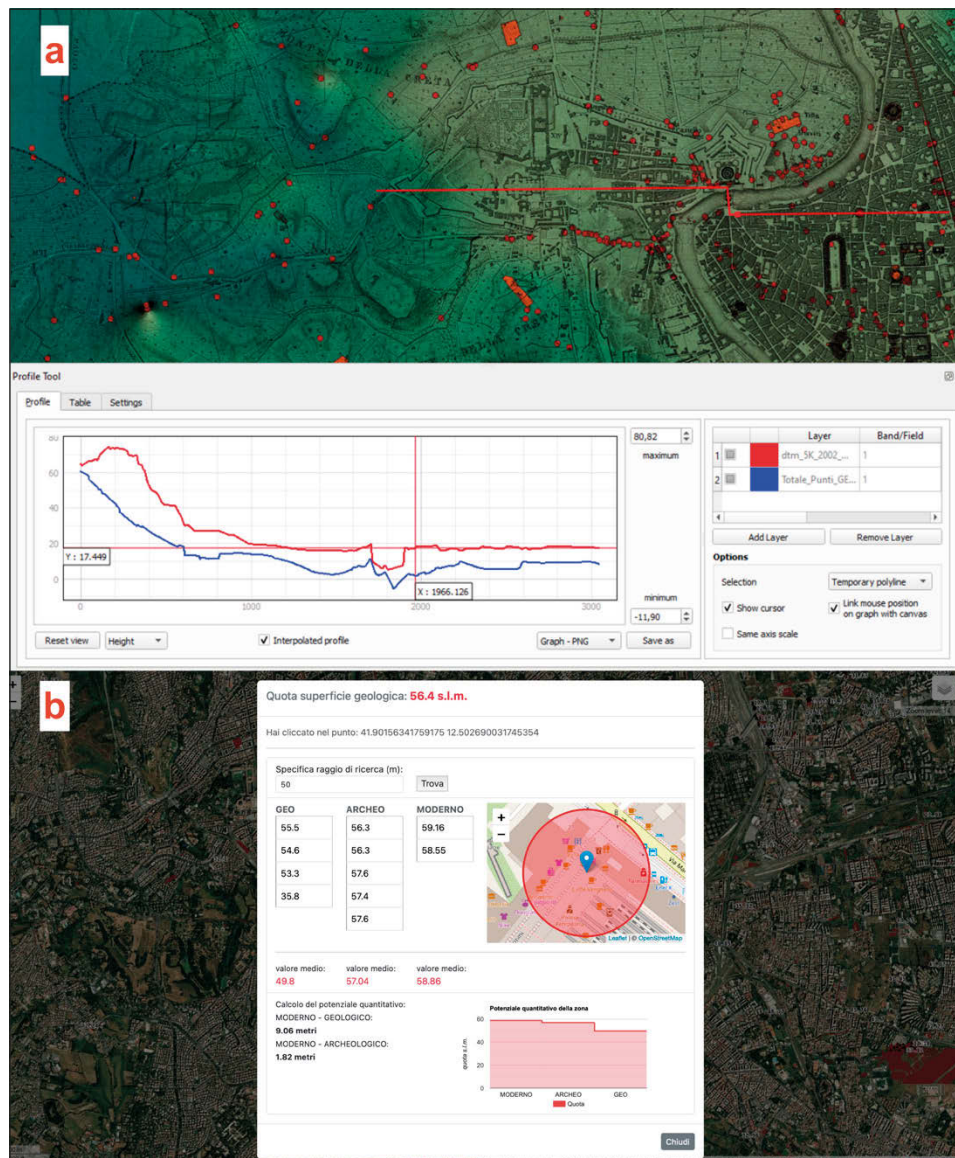 a
DELLA CRETA
DELLA CRETA
Profile Tool
Profile Table Settings
80
60
40
20
0
Y : 17.449
X : 1966.126
0 1000 2000 3000
80,82
maximum
minimum
-11,90
Reset view Height Interpolated profile Graph - PNG Save as
Layer Band/Field
1 dtm_5K_2002_... 1
2 Totale_Punti_GE... 1
Add Layer Remove Layer
Options
Selection Temporary polyline
Show cursor Link mouse position
on graph with canvas
Same axis scale
b
+
−
Quota superficie geologica: 56.4 s.l.m.
Hai cliccato nel punto: 41.90156341759175 12.502690031745354
Specifica raggio di ricerca (m):
50 Trova
GEO ARCHEO MODERNO
55.5 56.3 59.16
54.6 56.3 58.55
53.3 57.6
35.8 57.4
57.6
+
−
Via Ma
Leaflet | © OpenStreetMap
valore medio: valore medio: valore medio:
49.8 57.04 58.86
Calcolo del potenziale quantitativo:
MODERNO - GEOLOGICO:
9.06 metri
MODERNO - ARCHEOLOGICO:
1.82 metri
Potenziale quantitativo della zona
quota s.l.m.
60
40
20
0
MODERNO ARCHEO GEO
Quota
Chiudi